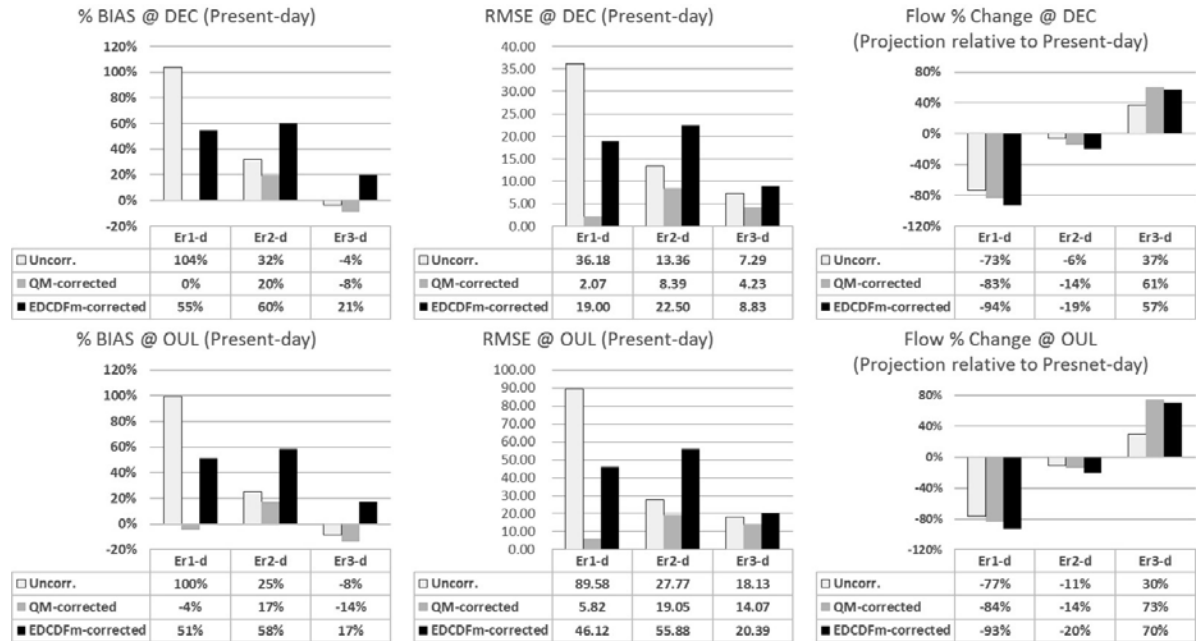 % BIAS @ DEC (Present-day)
120%
100%
80%
60%
40%
20%
0%
-20%
Er1-d Er2-d Er3-d
Uncorr. 104% 32% -4%
QM-corrected 0% 20% -8%
EDCDFm-corrected 55% 60% 21%
RMSE @ DEC (Present-day)
40.00
35.00
30.00
25.00
20.00
15.00
10.00
5.00
0.00
Er1-d Er2-d Er3-d
Uncorr. 36.18 13.36 7.29
QM-corrected 2.07 8.39 4.23
EDCDFm-corrected 19.00 22.50 8.83
Flow % Change @ DEC
(Projection relative to Present-day)
80%
40%
0%
-40%
-80%
-120%
Er1-d Er2-d Er3-d
Uncorr. -73% -6% 37%
QM-corrected -83% -14% 61%
EDCDFm-corrected -94% -19% 57%
% BIAS @ OUL (Present-day)
120%
100%
80%
60%
40%
20%
0%
-20%
Er1-d Er2-d Er3-d
Uncorr. 100% 25% -8%
QM-corrected -4% 17% -14%
EDCDFm-corrected 51% 58% 17%
RMSE @ OUL (Present-day)
100.00
90.00
80.00
70.00
60.00
50.00
40.00
30.00
20.00
10.00
0.00
Er1-d Er2-d Er3-d
Uncorr. 89.58 27.77 18.13
QM-corrected 5.82 19.05 14.07
EDCDFm-corrected 46.12 55.88 20.39
Flow % Change @ OUL
(Projection relative to Presnet-day)
80%
40%
0%
-40%
-80%
-120%
Er1-d Er2-d Er3-d
Uncorr. -77% -11% 30%
QM-corrected -84% -14% 73%
EDCDFm-corrected -93% -20% 70%